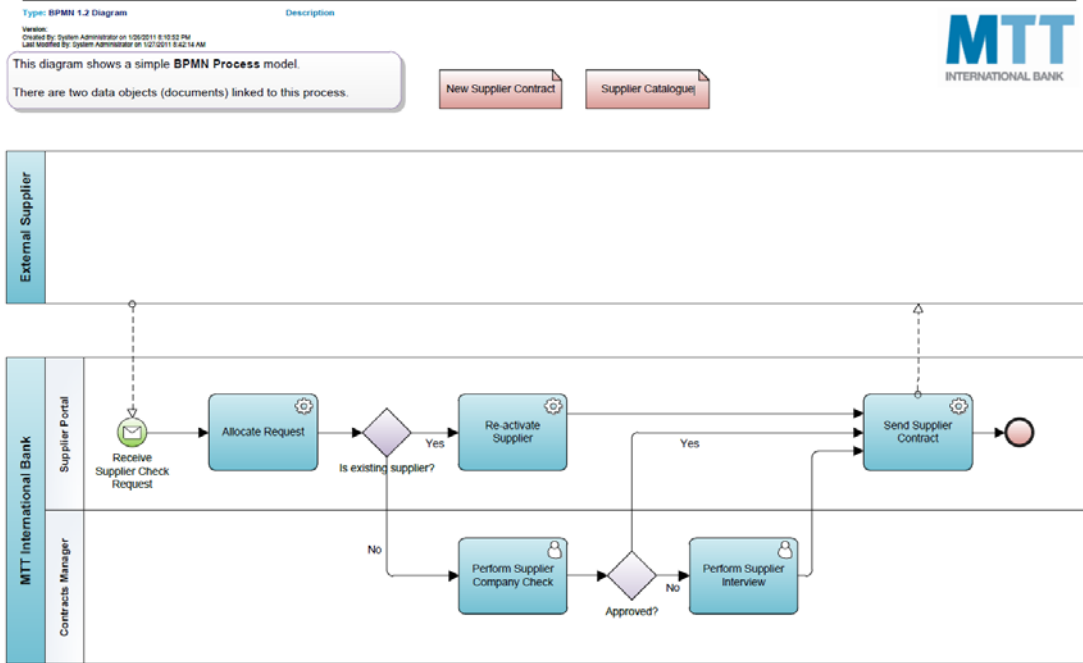 Type: BPMN 1.2 Diagram
Description
Version:
Created By: System Administrator on 1/26/2011 8:10:52 PM
Last Modified By: System Administrator on 1/27/2011 8:42:14 AM
MTT
INTERNATIONAL BANK
This diagram shows a simple BPMN Process model.
There are two data objects (documents) linked to this process.
New Supplier Contract
Supplier Catalogue
External Supplier
MTT International Bank
Supplier Portal
Receive
Supplier Check
Request
Allocate Request
Is existing supplier?
Yes
Re-activate
Supplier
Yes
Send Supplier
Contract
Contracts Manager
No
Perform Supplier
Company Check
Approved?
No
Perform Supplier
Interview